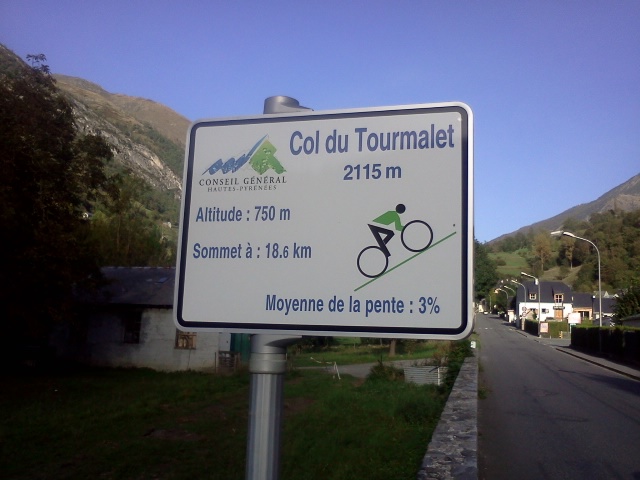 Col du Tourmalet
2115 m
CONSEIL GÉNÉRAL
HAUTES-PYRÉNÉES
Altitude : 750 m
Sommet à : 18.6 km
Moyenne de la pente : 3%